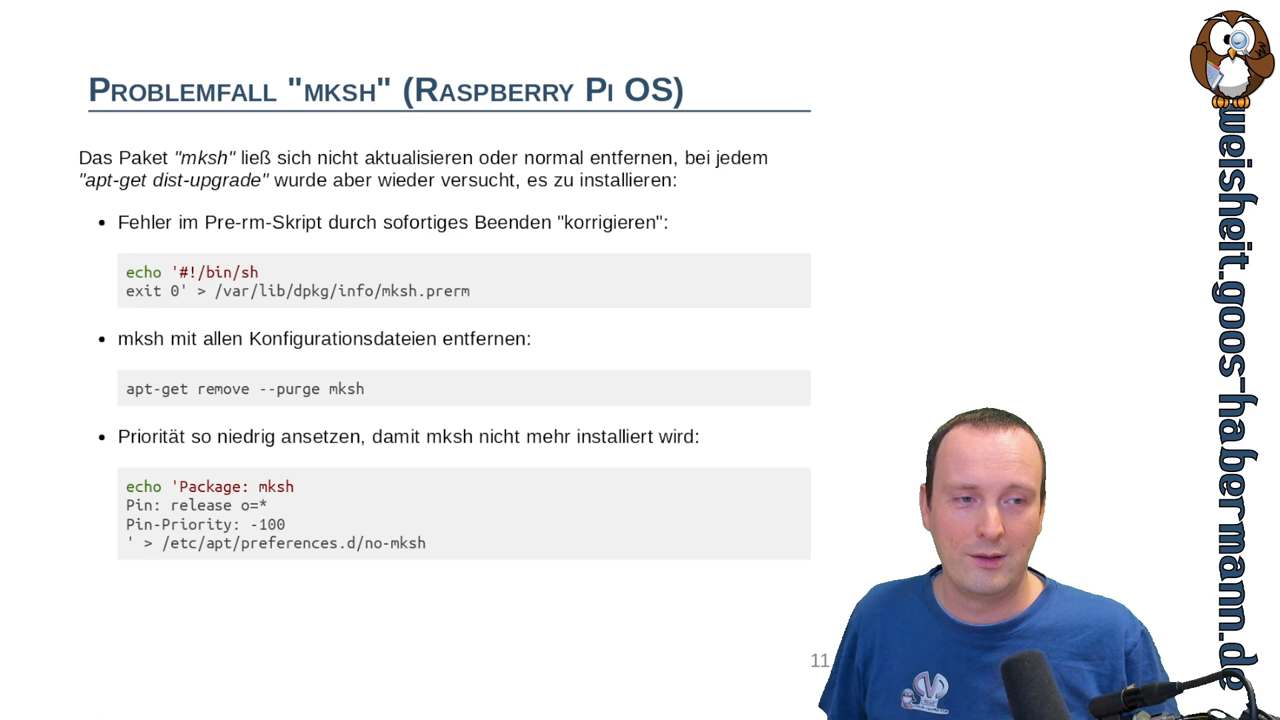 Problemfall "mksh" (Raspberry Pi OS)
Das Paket "mksh" ließ sich nicht aktualisieren oder normal entfernen, bei jedem
"apt-get dist-upgrade" wurde aber wieder versucht, es zu installieren:
• Fehler im Pre-rm-Skript durch sofortiges Beenden "korrigieren":
echo '#!/bin/sh
exit 0' > /var/lib/dpkg/info/mksh.prerm
• mksh mit allen Konfigurationsdateien entfernen:
apt-get remove --purge mksh
• Priorität so niedrig ansetzen, damit mksh nicht mehr installiert wird:
echo 'Package: mksh
Pin: release o=*
Pin-Priority: -100
' > /etc/apt/preferences.d/no-mksh
11
weisheit.goos-habermann.de